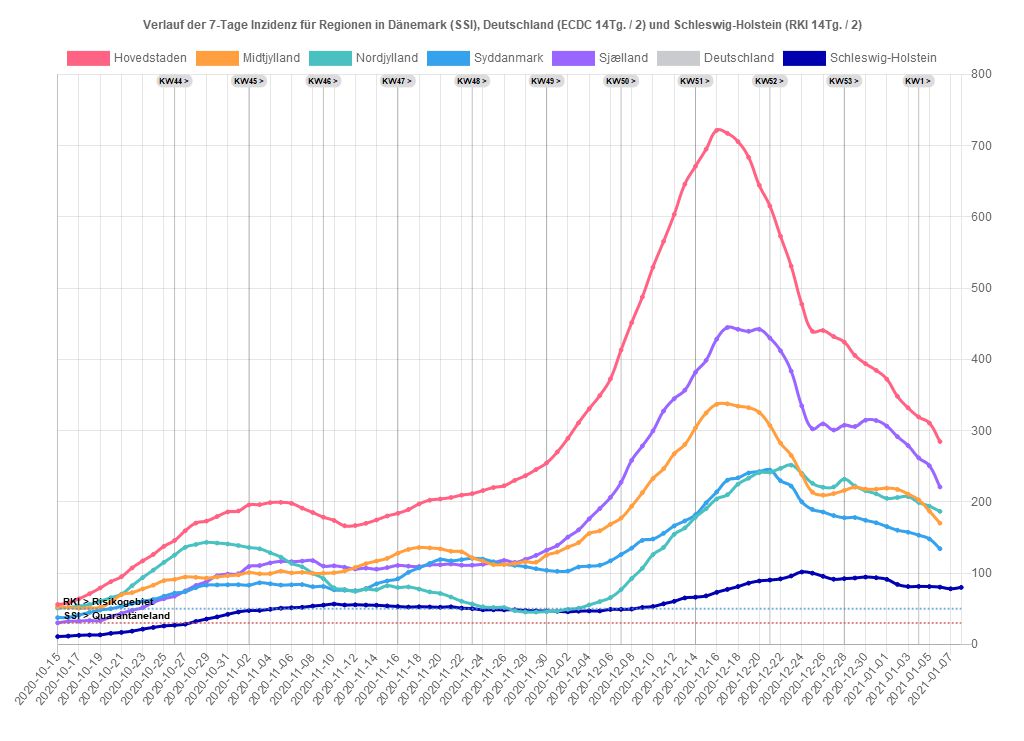 Verlauf der 7-Tage Inzidenz für Regionen in Dänemark (SSI), Deutschland (ECDC 14Tg. / 2) und Schleswig-Holstein (RKI 14Tg. / 2)
Hovedstaden Midtjylland Nordjylland Syddanmark Sjælland Deutschland Schleswig-Holstein
KW44 > KW45 > KW46 > KW47 > KW48 > KW49 > KW50 > KW51 > KW52 > KW53 > KW1 >
800
700
600
500
400
300
200
100
0
RKI > Risikogebiet
SSI > Quarantäneland
2020-10-15 2020-10-17 2020-10-19 2020-10-21 2020-10-23 2020-10-25 2020-10-27 2020-10-29 2020-10-31 2020-11-02 2020-11-04 2020-11-06 2020-11-08 2020-11-10 2020-11-12 2020-11-14 2020-11-16 2020-11-18 2020-11-20 2020-11-22 2020-11-24 2020-11-26 2020-11-28 2020-11-30 2020-12-02 2020-12-04 2020-12-06 2020-12-08 2020-12-10 2020-12-12 2020-12-14 2020-12-16 2020-12-18 2020-12-20 2020-12-22 2020-12-24 2020-12-26 2020-12-28 2020-12-30 2021-01-01 2021-01-03 2021-01-05 2021-01-07